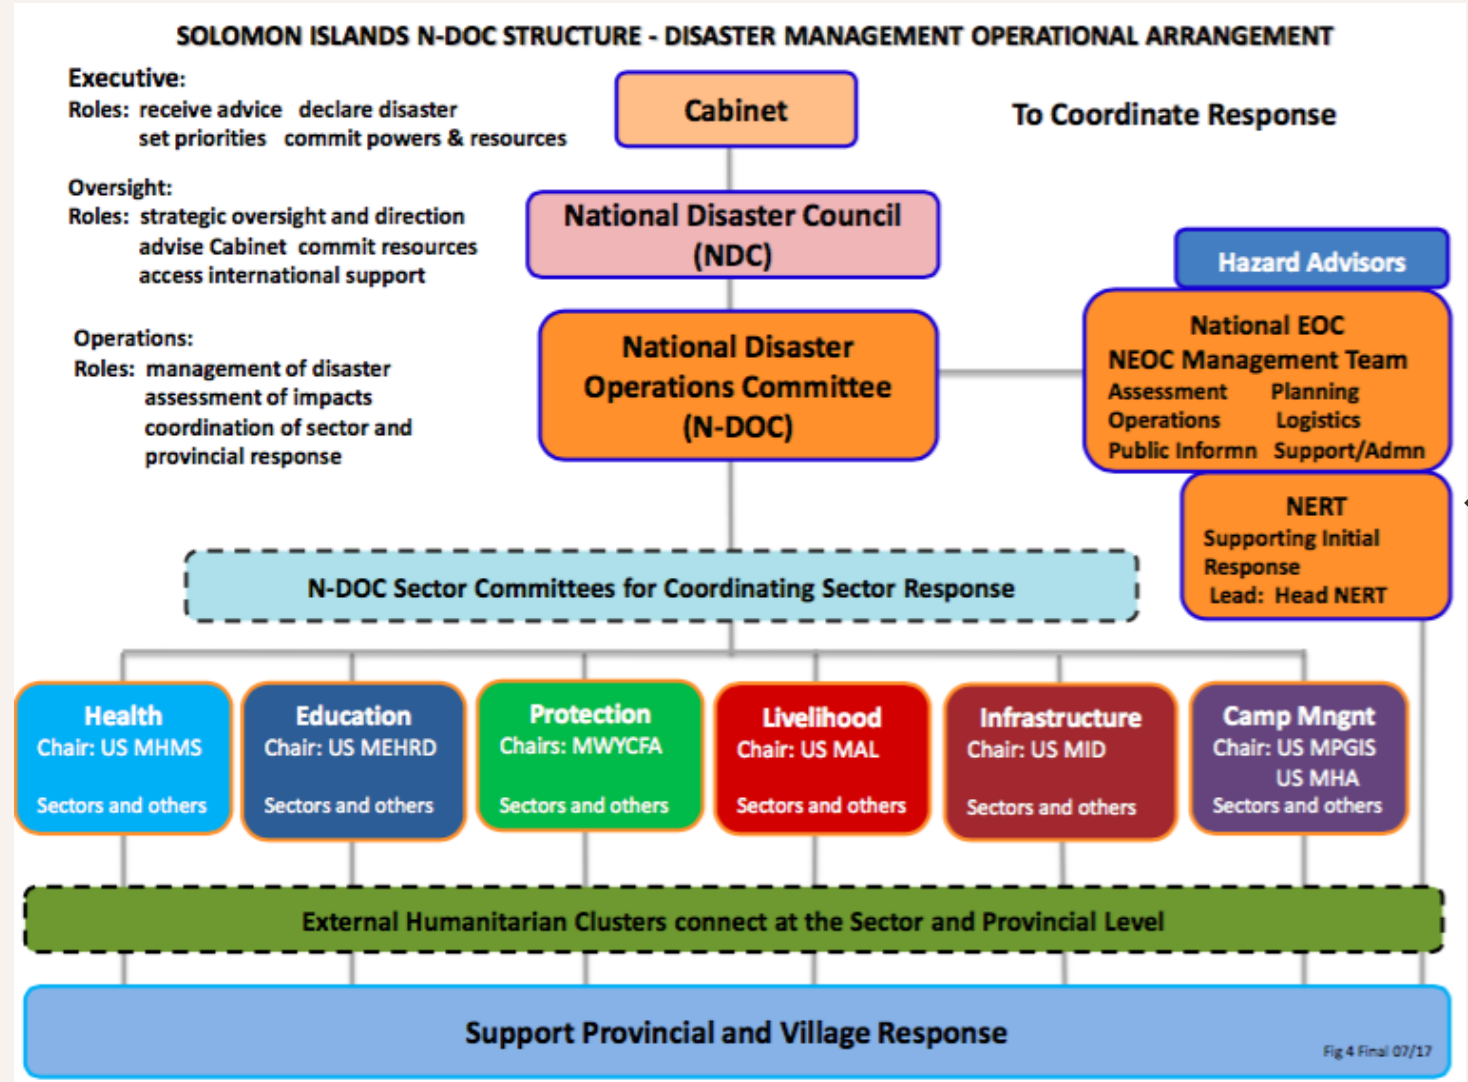 SOLOMON ISLANDS N-DOC STRUCTURE - DISASTER MANAGEMENT OPERATIONAL ARRANGEMENT
Executive:
Roles: receive advice declare disaster
set priorities commit powers & resources
Cabinet
To Coordinate Response
Oversight:
Roles: strategic oversight and direction
advise Cabinet commit resources
access international support
National Disaster Council
(NDC)
Hazard Advisors
Operations:
Roles: management of disaster
assessment of impacts
coordination of sector and
provincial response
National Disaster
Operations Committee
(N-DOC)
National EOC
NEOC Management Team
Assessment Planning
Operations Logistics
Public Informn Support/Admn
NERT
Supporting Initial
Response
Lead: Head NERT
N-DOC Sector Committees for Coordinating Sector Response
Health
Chair: US MHMS
Sectors and others
Education
Chair: US MEHRD
Sectors and others
Protection
Chairs: MWYCFA
Sectors and others
Livelihood
Chair: US MAL
Sectors and others
Infrastructure
Chair: US MID
Sectors and others
Camp Mngnt
Chair: US MPGIS
US MHA
Sectors and others
External Humanitarian Clusters connect at the Sector and Provincial Level
Support Provincial and Village Response
Fig 4 Final 07/17